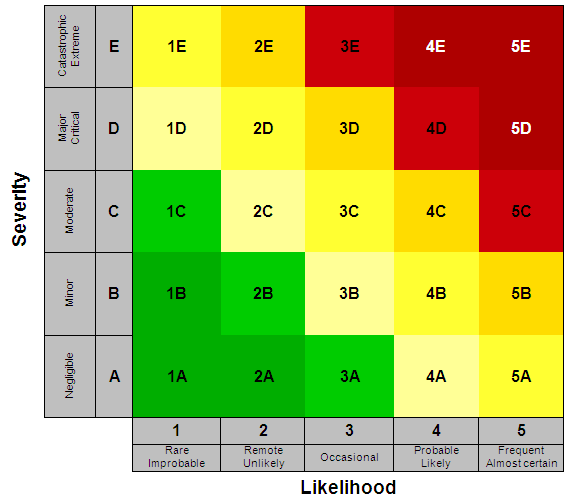 Severity
Catastrophic
Extreme
E
1E
2E
3E
4E
5E
Major
Critical
D
1D
2D
3D
4D
5D
Moderate
C
1C
2C
3C
4C
5C
Minor
B
1B
2B
3B
4B
5B
Negligible
A
1A
2A
3A
4A
5A
1
2
3
4
5
Rare
Improbable
Remote
Unlikely
Occasional
Probable
Likely
Frequent
Almost certain
Likelihood